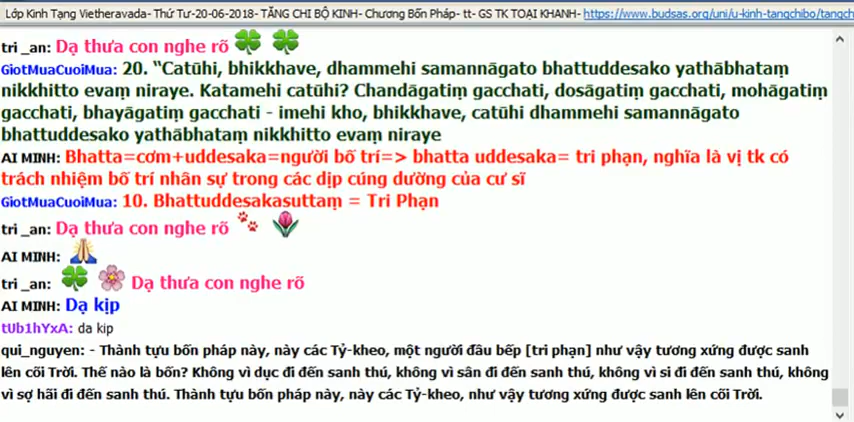 Lớp Kinh Tạng Vietheravada- Thứ Tư-20-06-2018- TĂNG CHI BỘ KINH- Chương Bốn Pháp- tt- GS TK TOẠI KHANH- https://www.budsas.org/uni/u-kinh-tangchibo/tangch
tri _an: Dạ thưa con nghe rõ
GiotMuaCuoiMua: 20. “Catūhi, bhikkhave, dhammehi samannāgato bhattuddesako yathābhataṃ
nikkhitto evaṃ niraye. Katamehi catūhi? Chandāgatiṃ gacchati, dosāgatiṃ gacchati, mohāgatiṃ
gacchati, bhayāgatiṃ gacchati - imehi kho, bhikkhave, catūhi dhammehi samannāgato
bhattuddesako yathābhataṃ nikkhitto evaṃ niraye
AI MINH: Bhatta=cơm+uddesaka=người bố trí=> bhatta uddesaka= tri phạn, nghĩa là vị tk có
trách nhiệm bố trí nhân sự trong các dịp cúng dường của cư sĩ
GiotMuaCuoiMua: 10. Bhattuddesakasuttaṃ = Tri Phạn
tri _an: Dạ thưa con nghe rõ
AI MINH:
tri _an: Dạ thưa con nghe rõ
AI MINH: Dạ kịp
tUb1hYxA: da kip
qui_nguyen: - Thành tựu bốn pháp này, này các Tỷ-kheo, một người đầu bếp [tri phạn] như vậy tương xứng được sanh
lên cõi Trời. Thế nào là bốn? Không vì dục đi đến sanh thú, không vì sân đi đến sanh thú, không vì si đi đến sanh thú, không
vì sợ hãi đi đến sanh thú. Thành tựu bốn pháp này, này các Tỷ-kheo, như vậy tương xứng được sanh lên cõi Trời.